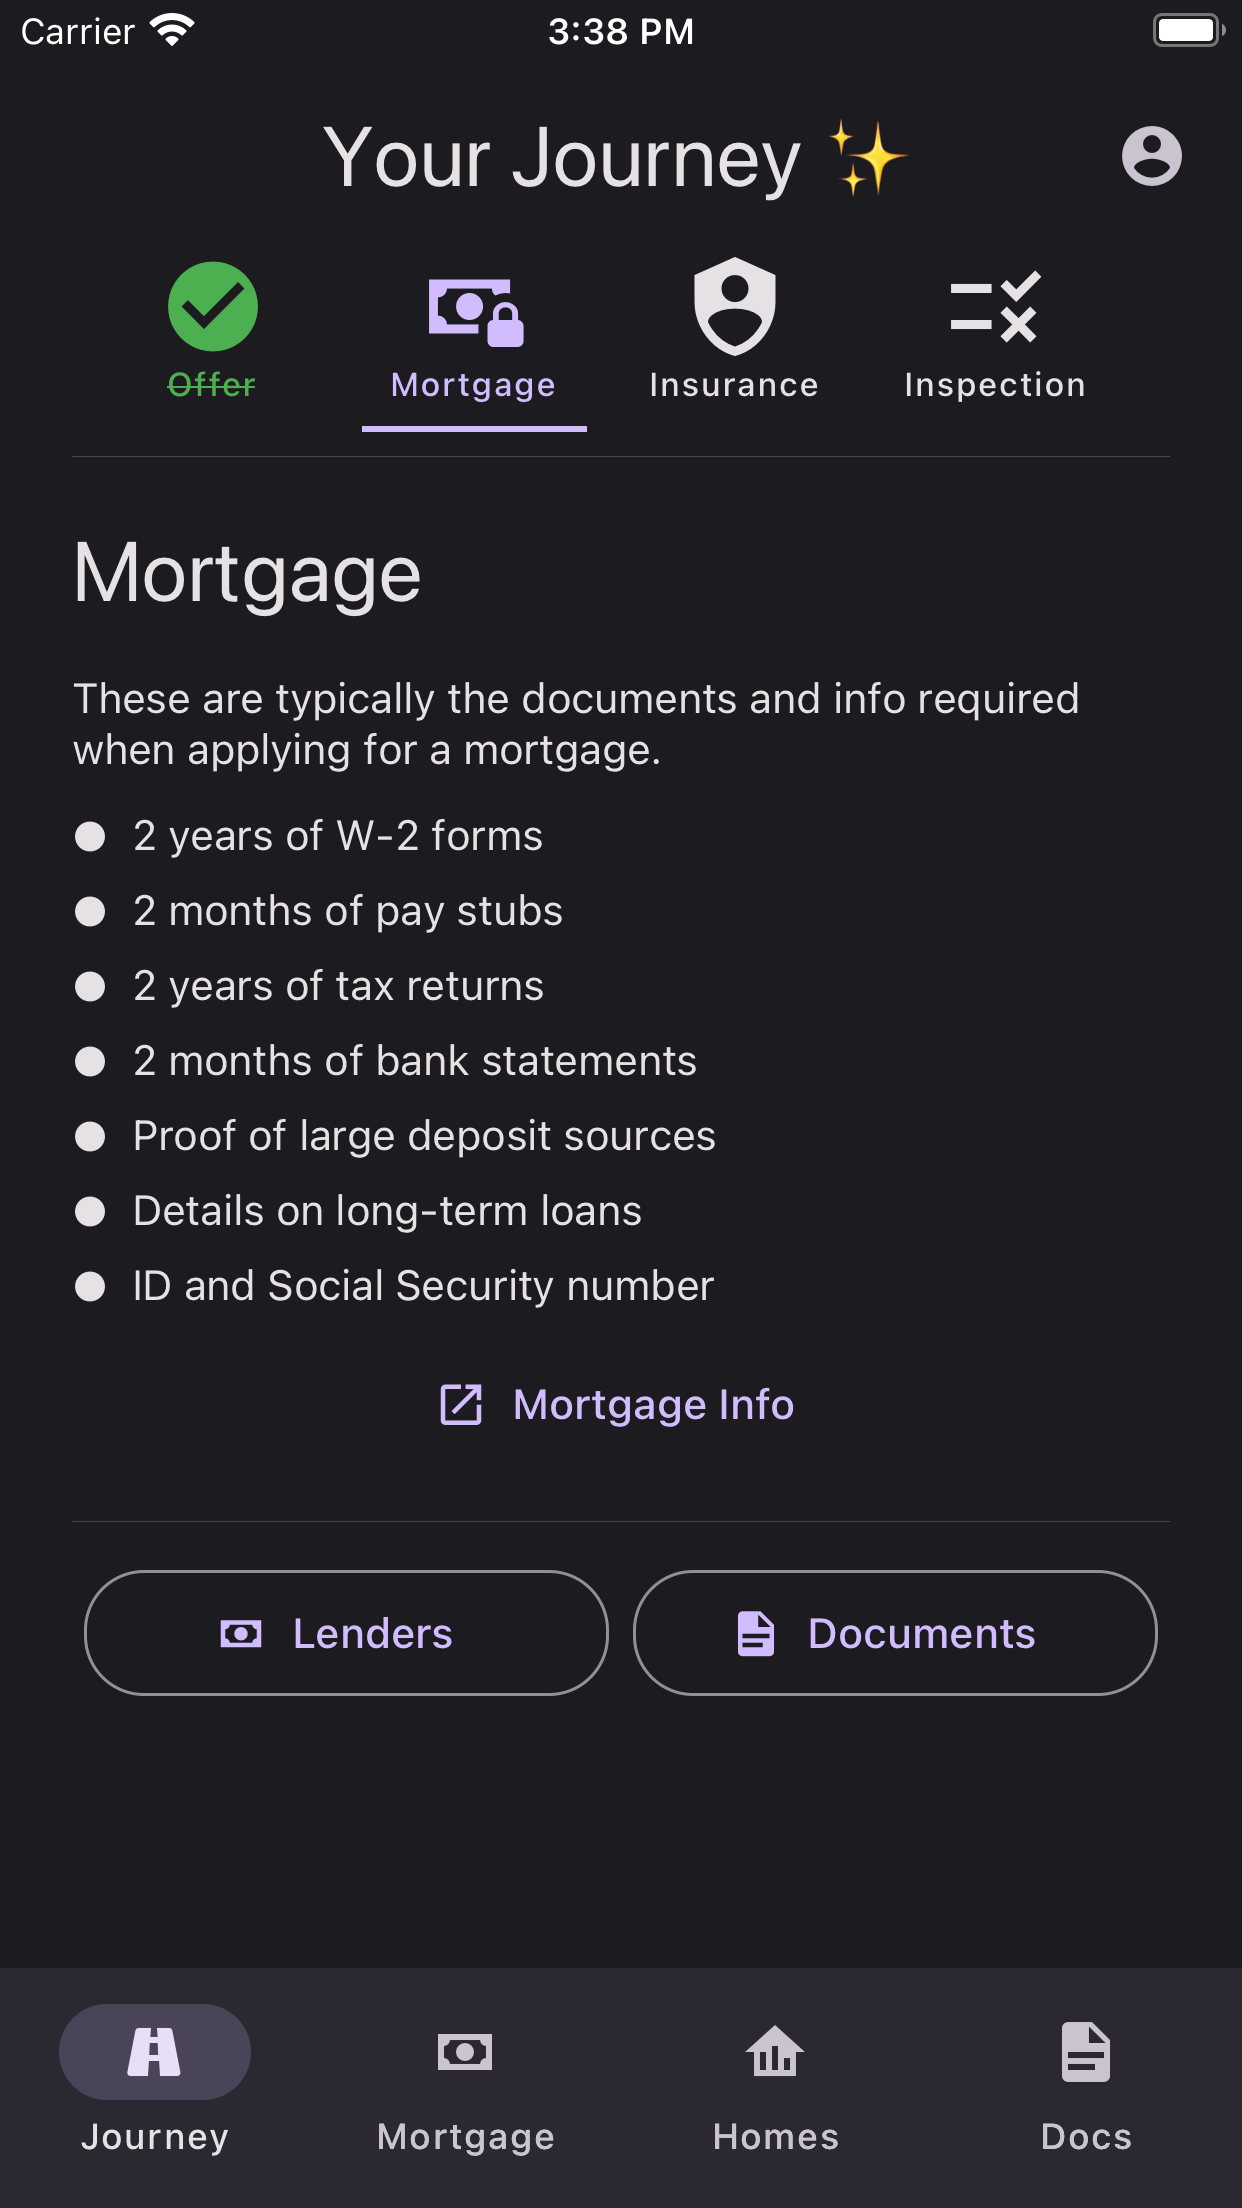 Carrier 3:38 PM
Your Journey ✨
Offer Mortgage Insurance Inspection
Mortgage
These are typically the documents and info required
when applying for a mortgage.
2 years of W-2 forms
2 months of pay stubs
2 years of tax returns
2 months of bank statements
Proof of large deposit sources
Details on long-term loans
ID and Social Security number
Mortgage Info
Lenders Documents
Journey Mortgage Homes Docs